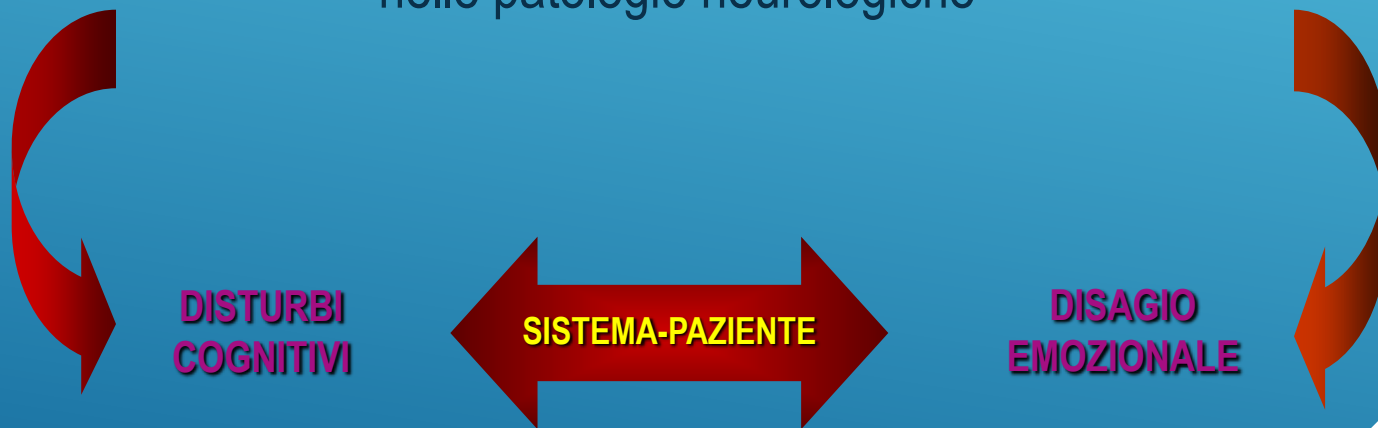 nelle patologie neurologiche
DISTURBI
COGNITIVI
SISTEMA-PAZIENTE
DISAGIO
EMOZIONALE